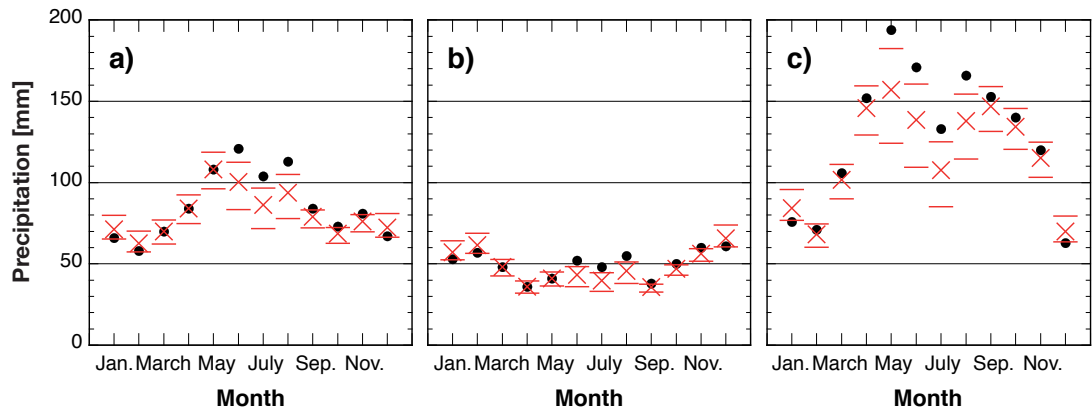 200
150
100
50
0
Precipitation [mm]
a)
b)
c)
Jan. March May July Sep. Nov.
Jan. March May July Sep. Nov.
Jan. March May July Sep. Nov.
Month
Month
Month